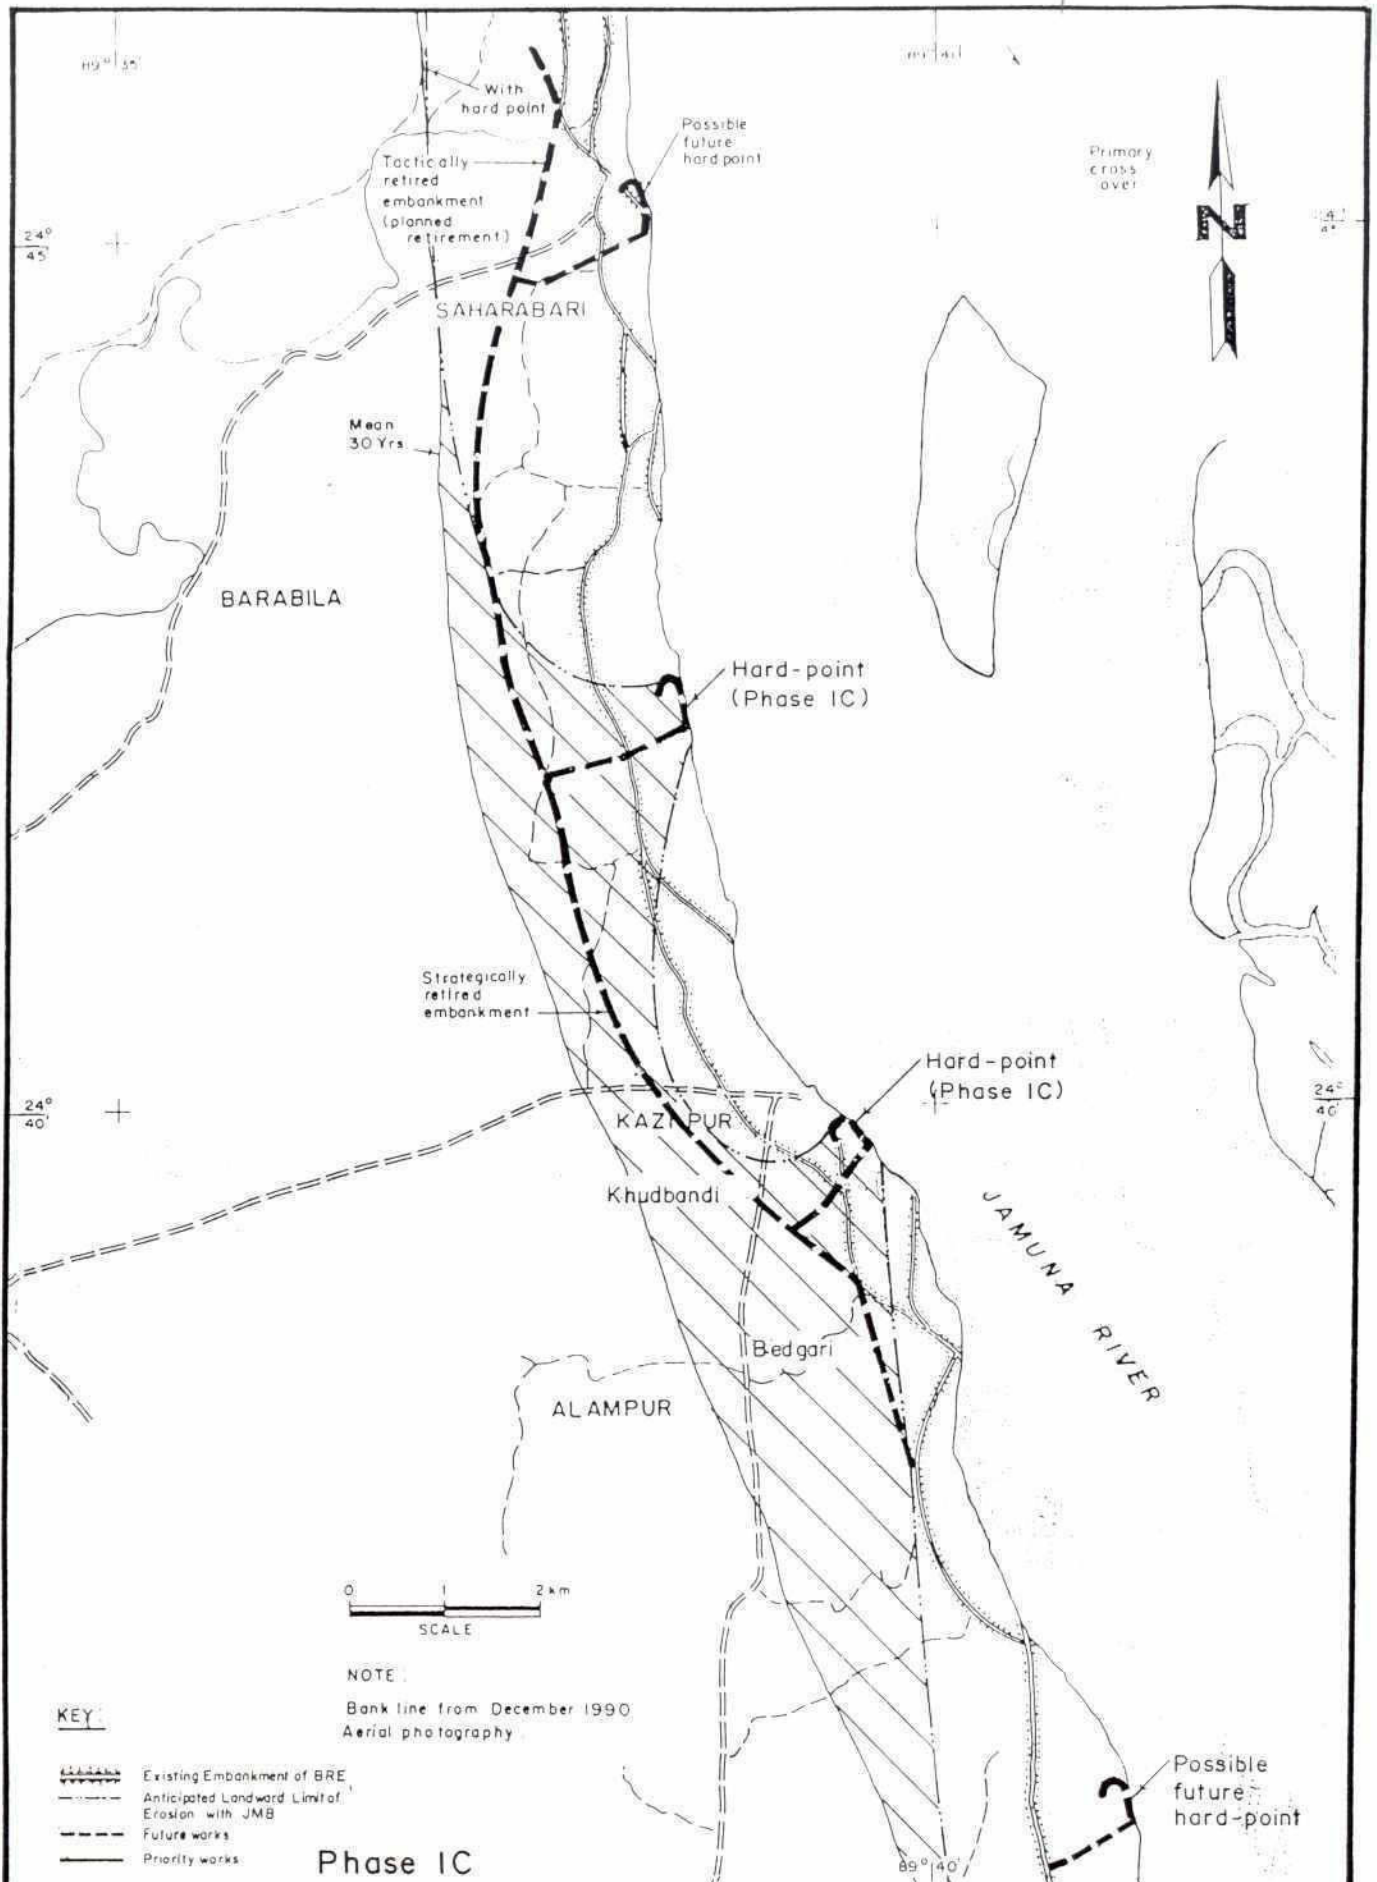 89° 35'
With
hard point
Possible
future
hard point
Primary
cross
over
Tactically
retired
embankment
(planned
retirement)
N
24°
45'
SAHARABARI
Mean
30 Yrs
BARABILA
Hard-point
(Phase 1C)
Strategically
retired
embankment
Hard-point
(Phase 1C)
24°
40'
24°
40'
KAZIPUR
Khudbandi
JAMUNA RIVER
Bedgari
ALAMPUR
0 1 2 km
SCALE
NOTE:
Bank line from December 1990
Aerial photography
KEY:
Existing Embankment of BRE
Anticipated Landward Limit of
Erosion with JMB
Future works
Priority works
Phase 1C
Possible
future
hard-point
89° 40'